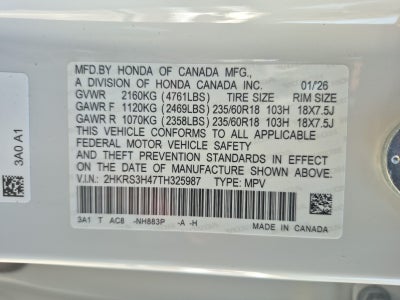 MFD.BY HONDA OF CANADA MFG.,
A DIVISION OF HONDA CANADA INC. 01/26
GVWR 2160KG (4761LBS) TIRE SIZE RIM SIZE
GAWR F 1120KG (2469LBS) 235/60R18 103H 18X7.5J
GAWR R 1070KG (2358LBS) 235/60R18 103H 18X7.5J
THIS VEHICLE CONFORMS TO ALL APPLICABLE
FEDERAL MOTOR VEHICLE SAFETY
AND THEFT PREVENTION STANDARDS IN EFFECT
ON THE DATE OF MANUFACTURE SHOWN ABOVE.
V.I.N.: 2HKRS3H47TH325987 TYPE: MPV
3A1 T AC8 -NH883P -A -H
MADE IN CANADA
3A0 A1